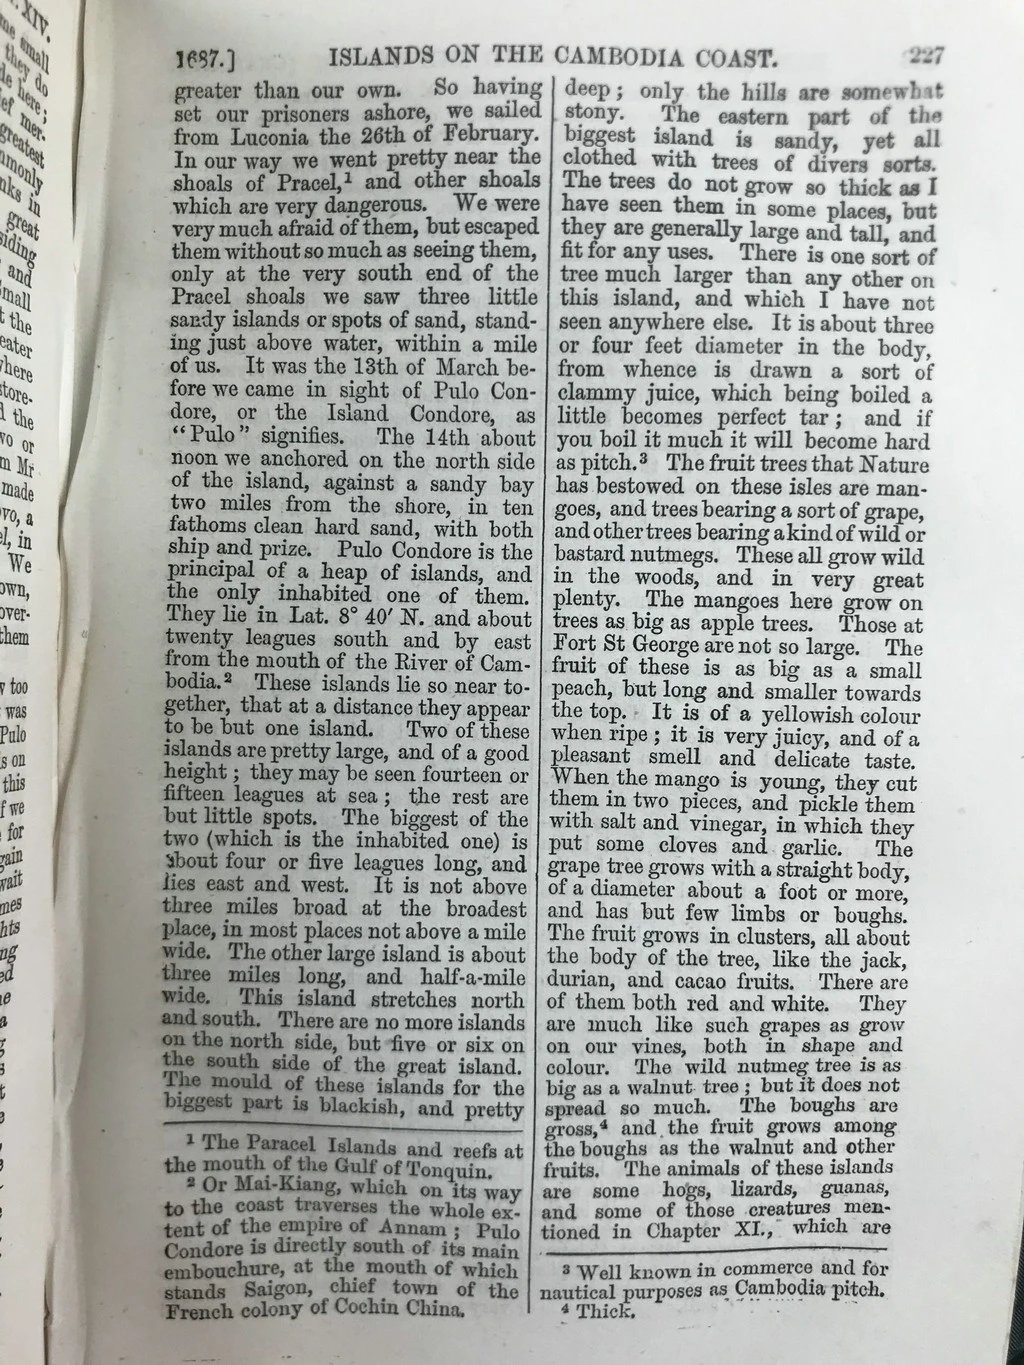 1687.] ISLANDS ON THE CAMBODIA COAST. 227
greater than our own. So having
set our prisoners ashore, we sailed
from Luconia the 26th of February.
In our way we went pretty near the
shoals of Pracel,¹ and other shoals
which are very dangerous. We were
very much afraid of them, but escaped
them without so much as seeing them,
only at the very south end of the
Pracel shoals we saw three little
sandy islands or spots of sand, stand-
ing just above water, within a mile
of us. It was the 13th of March be-
fore we came in sight of Pulo Con-
dore, or the Island Condore, as
“Pulo” signifies. The 14th about
noon we anchored on the north side
of the island, against a sandy bay
two miles from the shore, in ten
fathoms clean hard sand, with both
ship and prize. Pulo Condore is the
principal of a heap of islands, and
the only inhabited one of them.
They lie in Lat. 8° 40′ N. and about
twenty leagues south and by east
from the mouth of the River of Cam-
bodia.² These islands lie so near to-
gether, that at a distance they appear
to be but one island. Two of these
islands are pretty large, and of a good
height; they may be seen fourteen or
fifteen leagues at sea; the rest are
but little spots. The biggest of the
two (which is the inhabited one) is
about four or five leagues long, and
lies east and west. It is not above
three miles broad at the broadest
place, in most places not above a mile
wide. The other large island is about
three miles long, and half-a-mile
wide. This island stretches north
and south. There are no more islands
on the north side, but five or six on
the south side of the great island.
The mould of these islands for the
biggest part is blackish, and pretty
¹ The Paracel Islands and reefs at
the mouth of the Gulf of Tonquin.
² Or Mai-Kiang, which on its way
to the coast traverses the whole ex-
tent of the empire of Annam; Pulo
Condore is directly south of its main
embouchure, at the mouth of which
stands Saigon, chief town of the
French colony of Cochin China.
deep; only the hills are somewhat
stony. The eastern part of the
biggest island is sandy, yet all
clothed with trees of divers sorts.
The trees do not grow so thick as I
have seen them in some places, but
they are generally large and tall, and
fit for any uses. There is one sort of
tree much larger than any other on
this island, and which I have not
seen anywhere else. It is about three
or four feet diameter in the body,
from whence is drawn a sort of
clammy juice, which being boiled a
little becomes perfect tar; and if
you boil it much it will become hard
as pitch.³ The fruit trees that Nature
has bestowed on these isles are man-
goes, and trees bearing a sort of grape,
and other trees bearing a kind of wild or
bastard nutmegs. These all grow wild
in the woods, and in very great
plenty. The mangoes here grow on
trees as big as apple trees. Those at
Fort St George are not so large. The
fruit of these is as big as a small
peach, but long and smaller towards
the top. It is of a yellowish colour
when ripe; it is very juicy, and of a
pleasant smell and delicate taste.
When the mango is young, they cut
them in two pieces, and pickle them
with salt and vinegar, in which they
put some cloves and garlic. The
grape tree grows with a straight body,
of a diameter about a foot or more,
and has but few limbs or boughs.
The fruit grows in clusters, all about
the body of the tree, like the jack,
durian, and cacao fruits. There are
of them both red and white. They
are much like such grapes as grow
on our vines, both in shape and
colour. The wild nutmeg tree is as
big as a walnut tree; but it does not
spread so much. The boughs are
gross,⁴ and the fruit grows among
the boughs as the walnut and other
fruits. The animals of these islands
are some hogs, lizards, guanas,
and some of those creatures men-
tioned in Chapter XI., which are
³ Well known in commerce and for
nautical purposes as Cambodia pitch.
⁴ Thick.